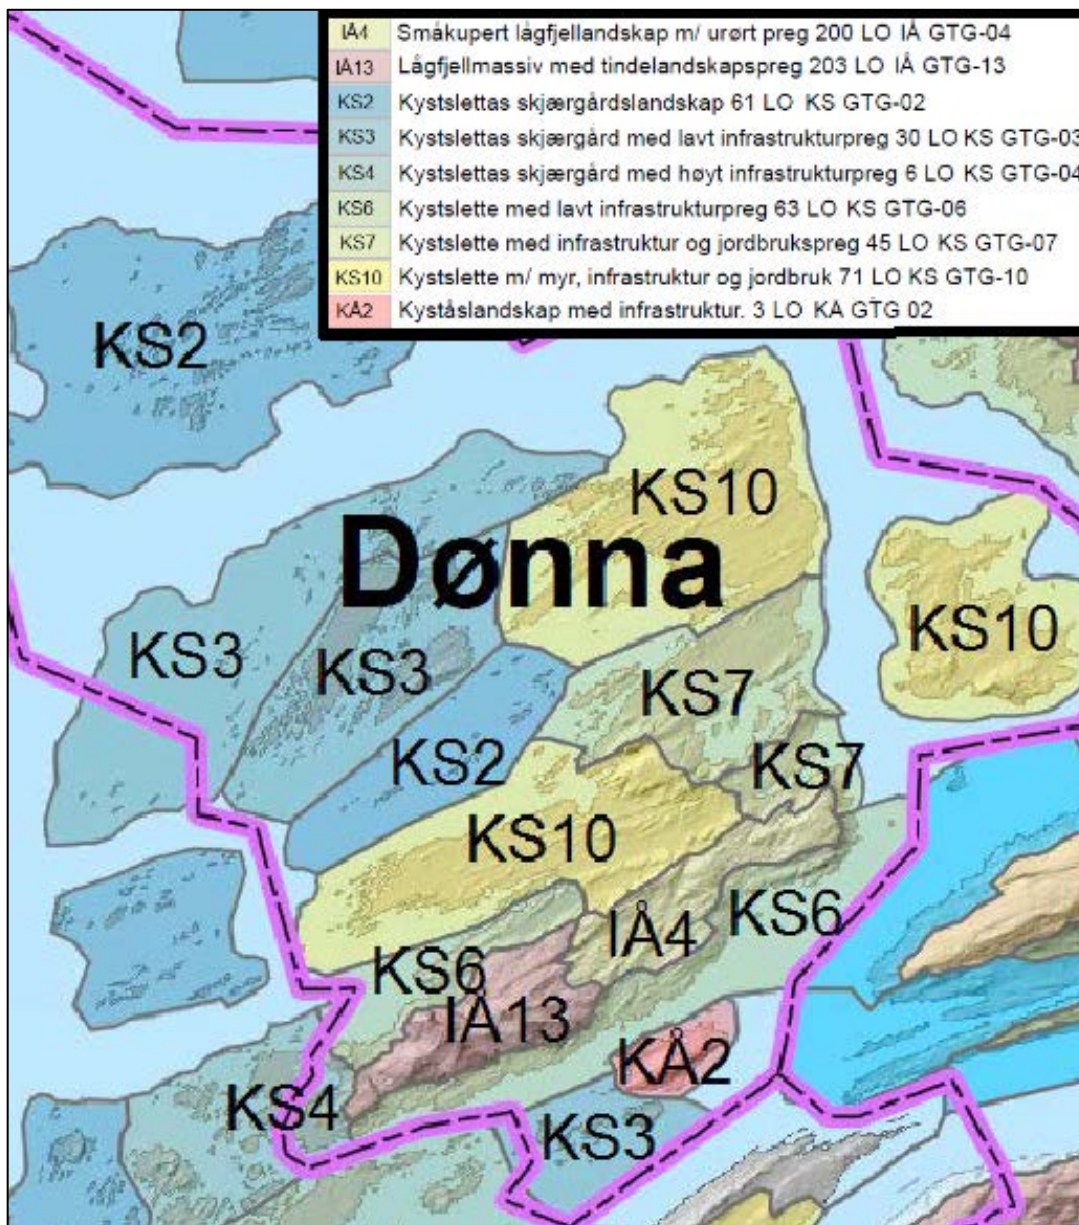 IÅ4 Småkupert lågfjellandskap m/ urørt preg 200 LO IÅ GTG-04
IÅ13 Lågfjellmassiv med tindelandskapspreg 203 LO IÅ GTG-13
KS2 Kystslettas skjærgårdslandskap 61 LO KS GTG-02
KS3 Kystslettas skjærgård med lavt infrastrukturpreg 30 LO KS GTG-03
KS4 Kystslettas skjærgård med høyt infrastrukturpreg 6 LO KS GTG-04
KS6 Kystslette med lavt infrastrukturpreg 63 LO KS GTG-06
KS7 Kystslette med infrastruktur og jordbrukspreg 45 LO KS GTG-07
KS10 Kystslette m/ myr, infrastruktur og jordbruk 71 LO KS GTG-10
KÅ2 Kyståslandskap med infrastruktur. 3 LO KA GTG 02
KS2
KS10
Dønna
KS10
KS3
KS3
KS7
KS2
KS7
KS10
KS6
IÅ4
KS6
IÅ13
KÅ2
KS4
KS3